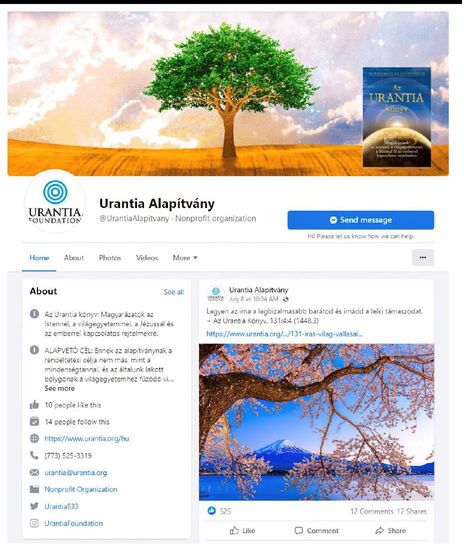 Az
URANTIA
könyv
URANTIA
FOUNDATION
Urantia Alapítvány
@UrantiaAlapitvany · Nonprofit organization
Send message
Hi! Please let us know how we can help.
Home
About
Photos
Videos
More
About
See all
Az Urantia könyv: Magyarázatok az
Istennel, a világegyetemmel, a Jézussal és
az emberrel kapcsolatos rejtelmekre.
ALAPVETŐ CÉL: Ennek az alapítványnak a
rendeltetési célja nem más, mint a
mindenségtannal, és az általunk lakott
bolygónak a világegyetemhez fűződő vi...
See more
10 people like this
14 people follow this
https://www.urantia.org/hu
(773) 525-3319
urantia@urantia.org
Nonprofit Organization
Urantia533
UrantiaFoundation
Urantia Alapítvány
July 8 at 10:34 AM ·
Legyen az ima a legbizalmasabb barátod és imádd a lelki támaszodat.
~ Az Urantia Könyv, 131:4:4 (1448.3)
https://www.urantia.org/.../131-iras-vilag-vallasai...
525
12 Comments 12 Shares
Like
Comment
Share